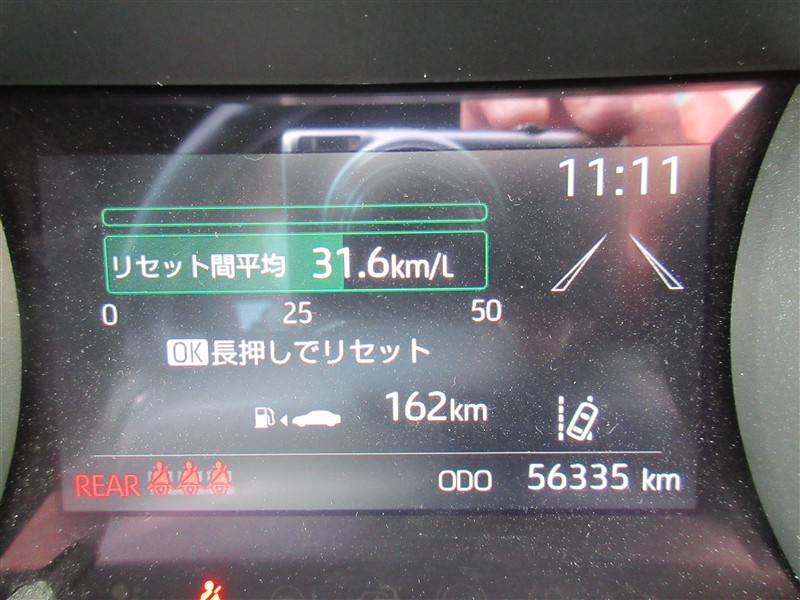 11:11
リセット間平均 31.6km/L
0 25 50
OK長押しでリセット
162km
REAR ODO 56335 km